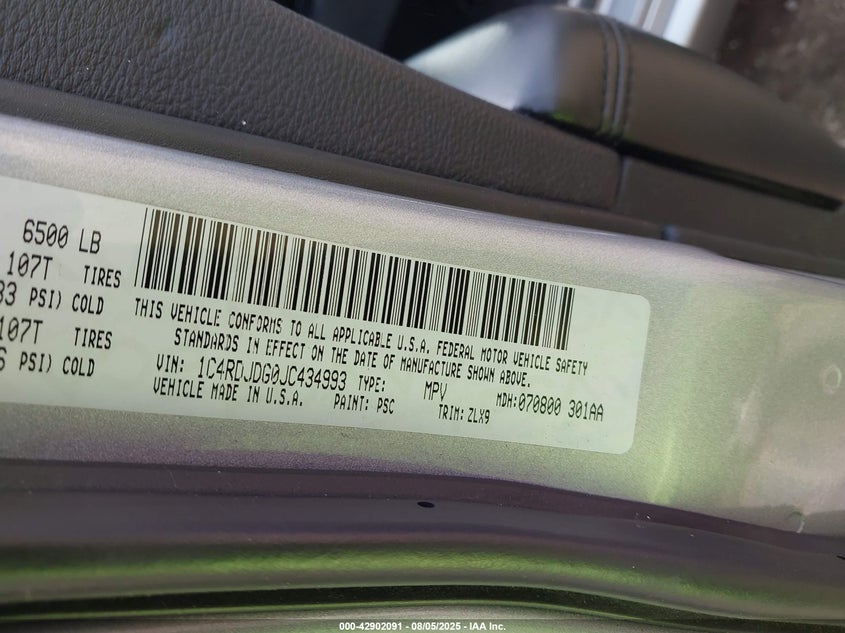 6500 LB
107T TIRES
33 PSI) COLD
107T TIRES
PSI) COLD
THIS VEHICLE CONFORMS TO ALL APPLICABLE U.S.A. FEDERAL MOTOR VEHICLE SAFETY
STANDARDS IN EFFECT ON THE DATE OF MANUFACTURE SHOWN ABOVE.
VIN: 1C4RDJDG0JC434993 TYPE: MPV MDH:070800 301AA
VEHICLE MADE IN U.S.A. PAINT: PSC TRIM: ZLX9
000-42902091 - 08/05/2025 - IAA Inc.